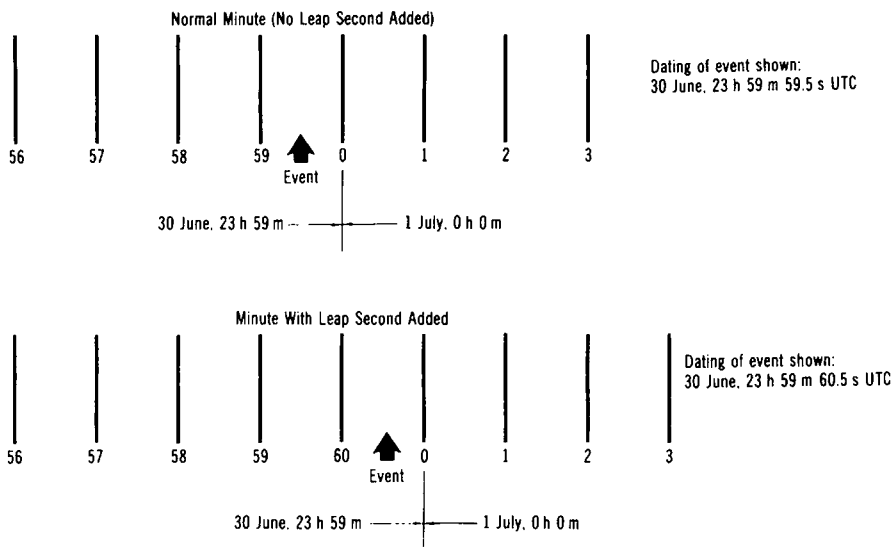 Normal Minute (No Leap Second Added)
Dating of event shown:
30 June, 23 h 59 m 59.5 s UTC
56 57 58 59 0 1 2 3
Event
30 June, 23 h 59 m 1 July, 0 h 0 m
Minute With Leap Second Added
Dating of event shown:
30 June, 23 h 59 m 60.5 s UTC
56 57 58 59 60 0 1 2 3
Event
30 June, 23 h 59 m 1 July, 0 h 0 m